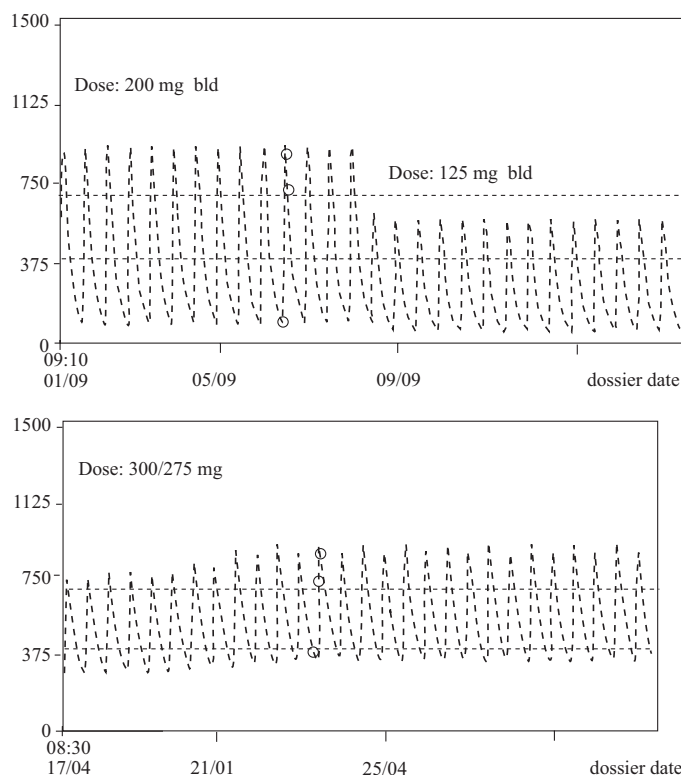 1500
Dose: 200 mg bld
1125
Dose: 125 mg bld
750
375
0
09:10
01/09 05/09 09/09 dossier date
1500
Dose: 300/275 mg
1125
750
375
0
08:30
17/04 21/01 25/04 dossier date